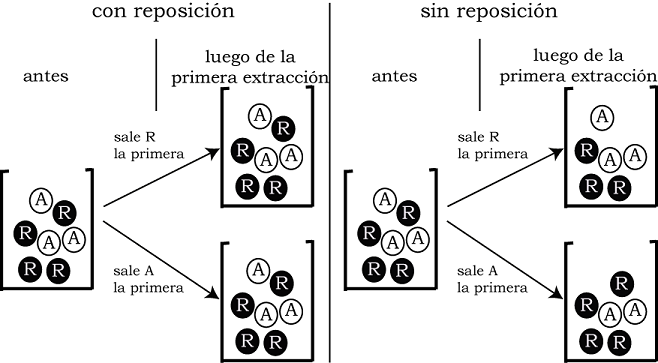 con reposición
antes
luego de la
primera extracción
A
R
R
A
A
R
R
sale R
la primera
A
R
R
A
A
R
R
sale A
la primera
A
R
R
A
A
R
R
sin reposición
antes
luego de la
primera extracción
A
R
A
A
R
R
sale R
la primera
A
R
R
A
A
R
R
sale A
la primera
R
R
A
A
R
R